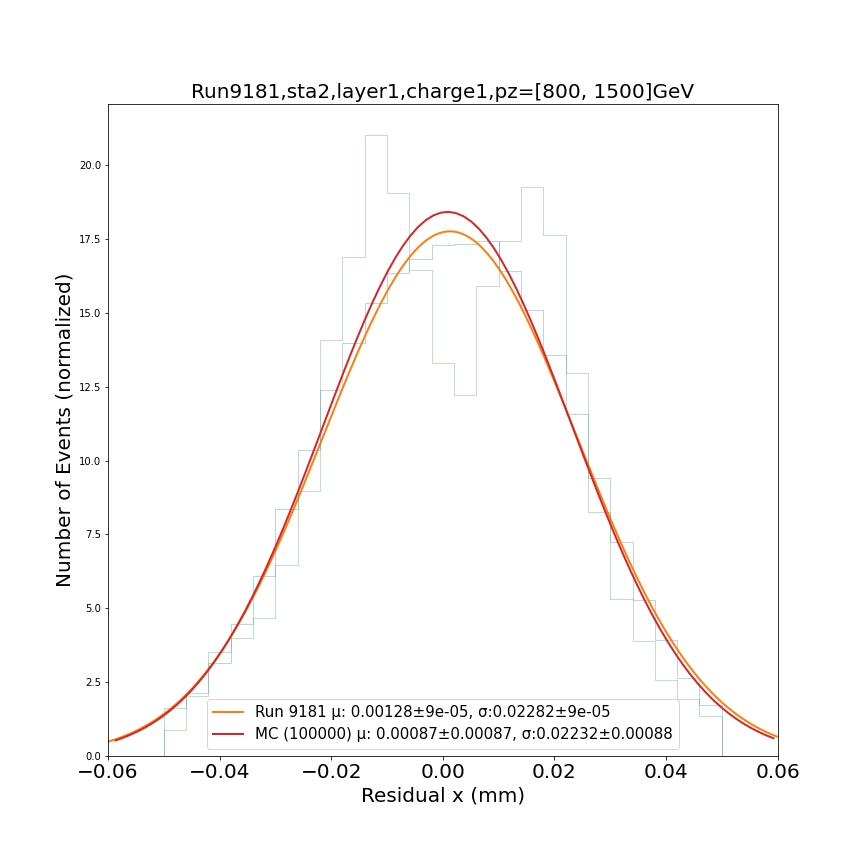 Run9181,sta2,layer1,charge1,pz=[800, 1500]GeV
Number of Events (normalized)
20.0
17.5
15.0
12.5
10.0
7.5
5.0
2.5
0.0
Run 9181 μ: 0.00128±9e-05, σ:0.02282±9e-05
MC (100000) μ: 0.00087±0.00087, σ:0.02232±0.00088
−0.06 −0.04 −0.02 0.00 0.02 0.04 0.06
Residual x (mm)